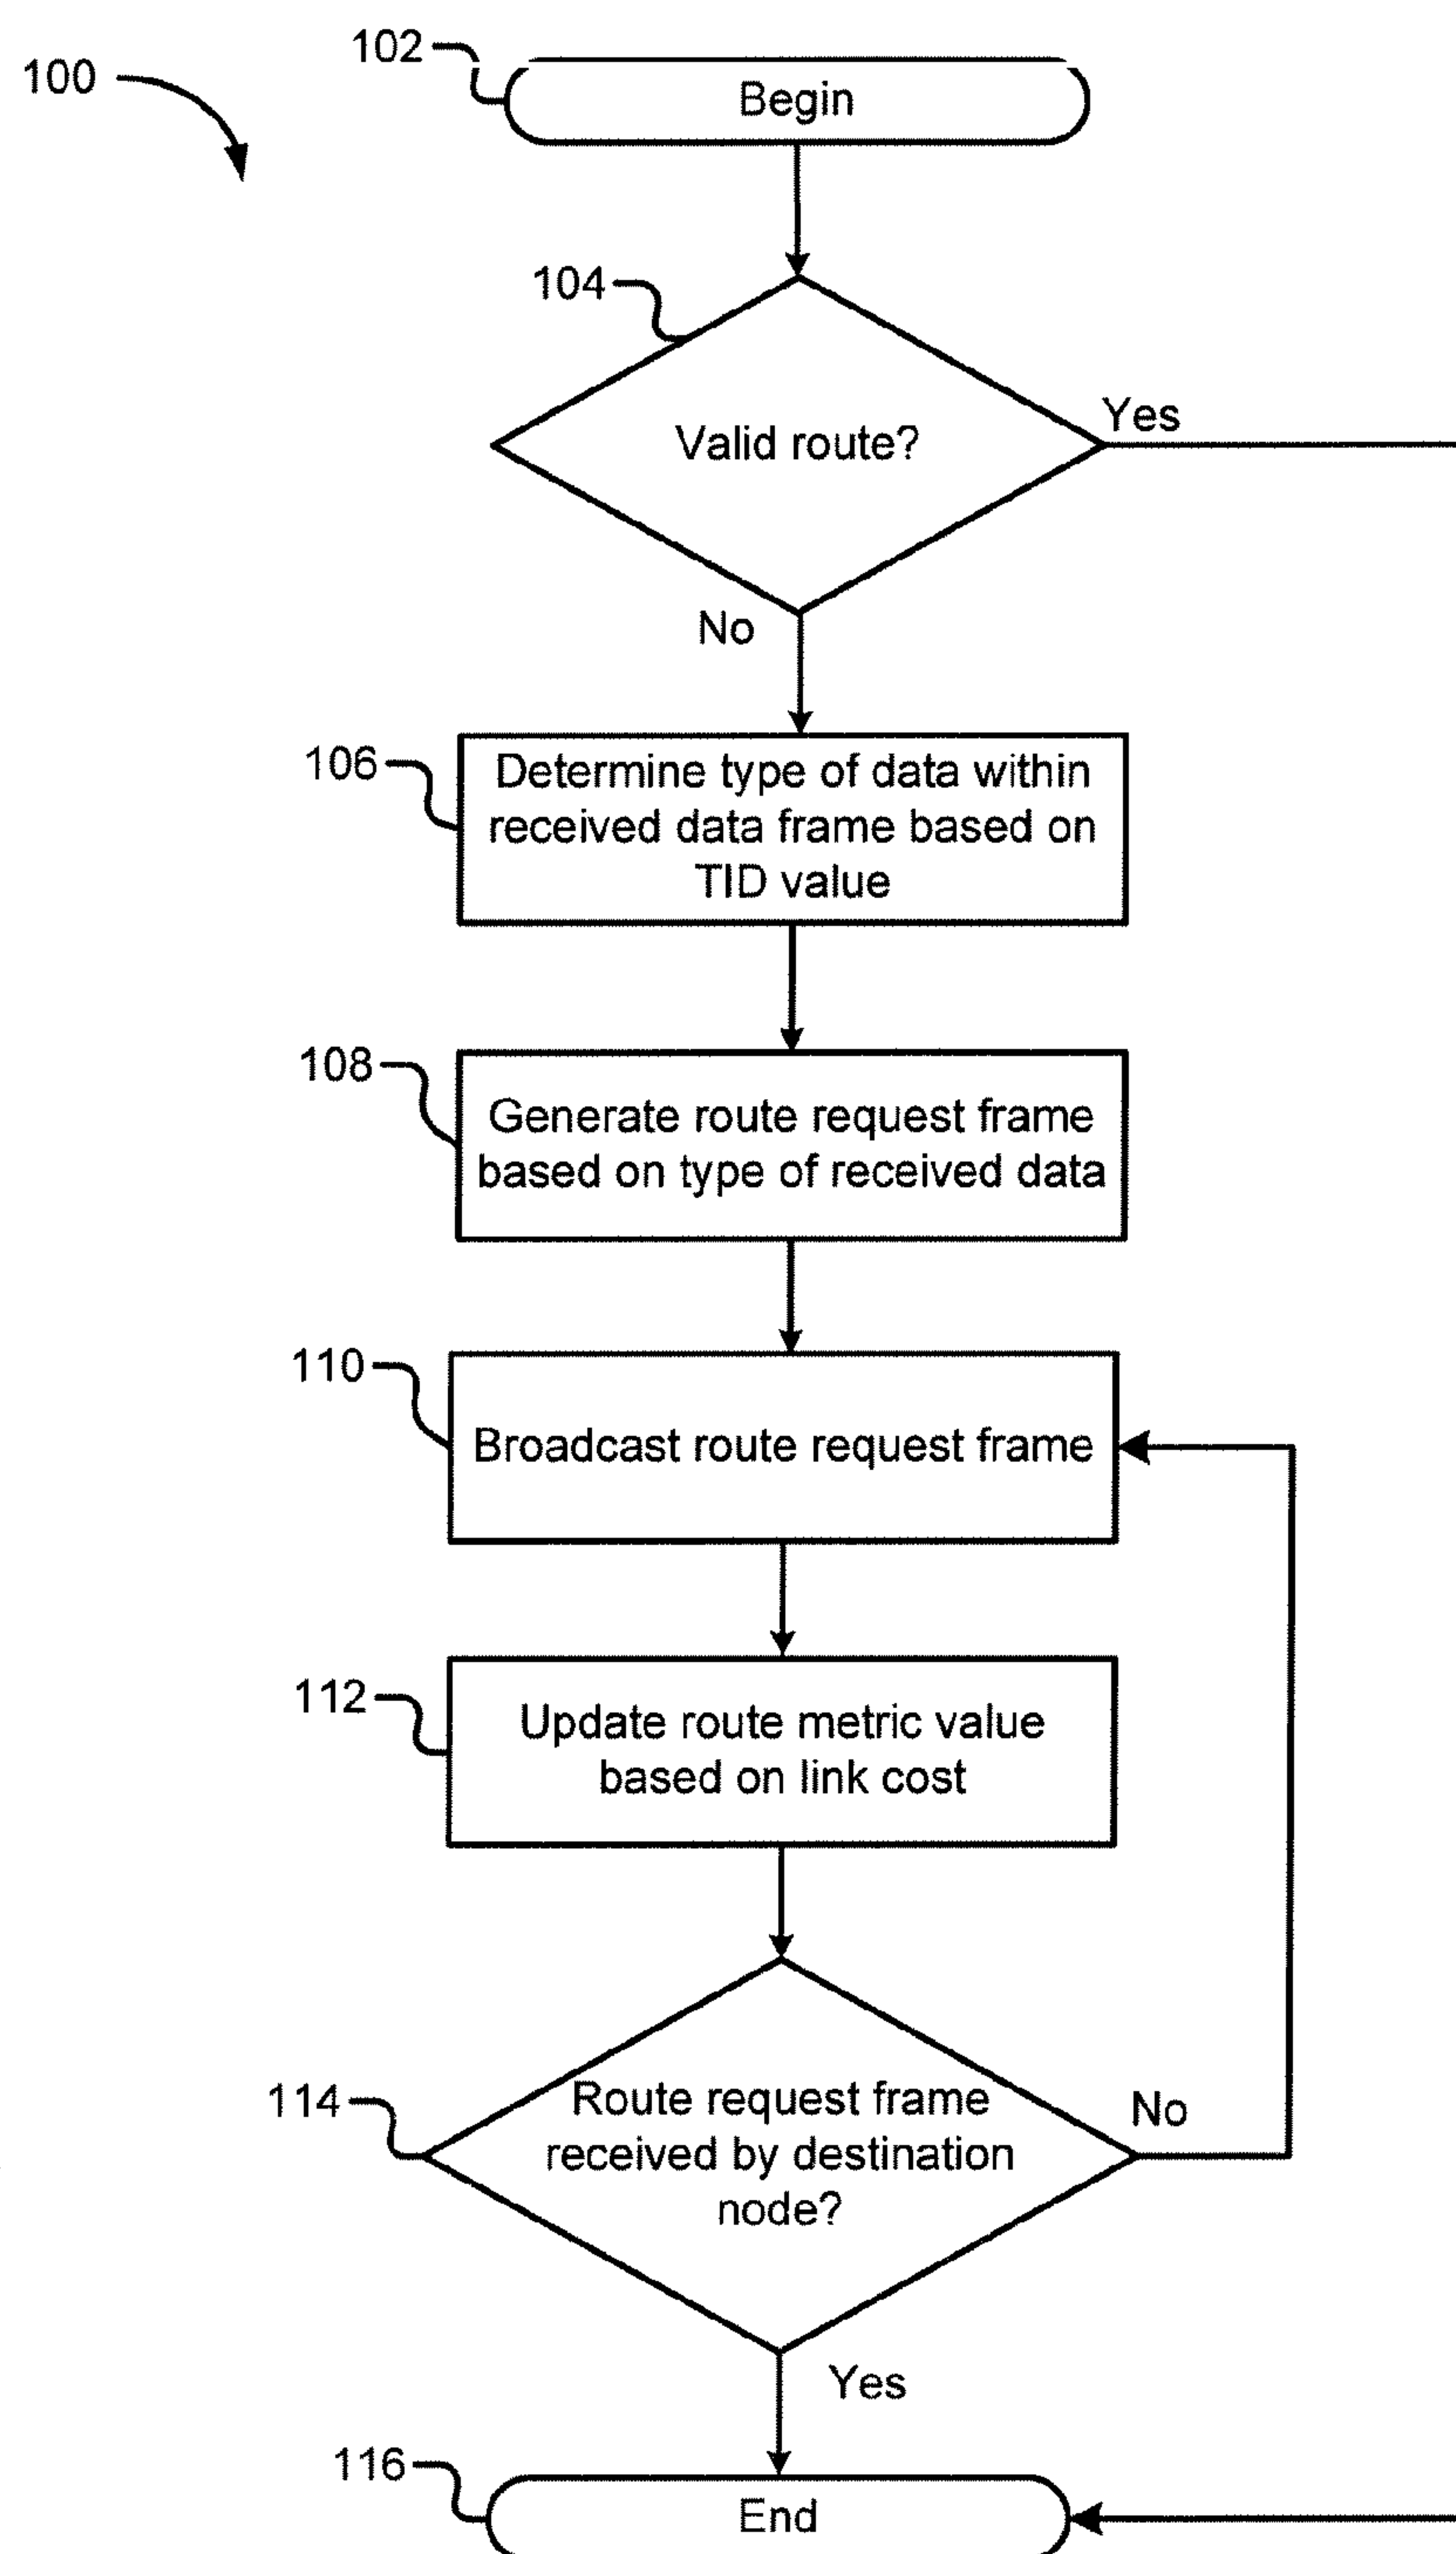 100
102
Begin
104
Valid route?
Yes
No
106
Determine type of data within
received data frame based on
TID value
108
Generate route request frame
based on type of received data
110
Broadcast route request frame
112
Update route metric value
based on link cost
114
Route request frame
received by destination
node?
No
Yes
116
End